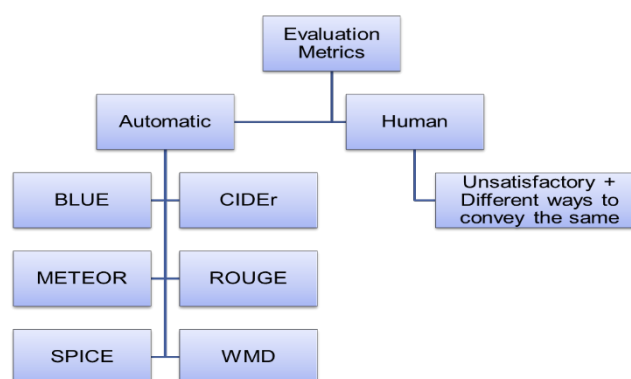 Evaluation
Metrics
Automatic
Human
BLUE
CIDEr
Unsatisfactory +
Different ways to
convey the same
METEOR
ROUGE
SPICE
WMD